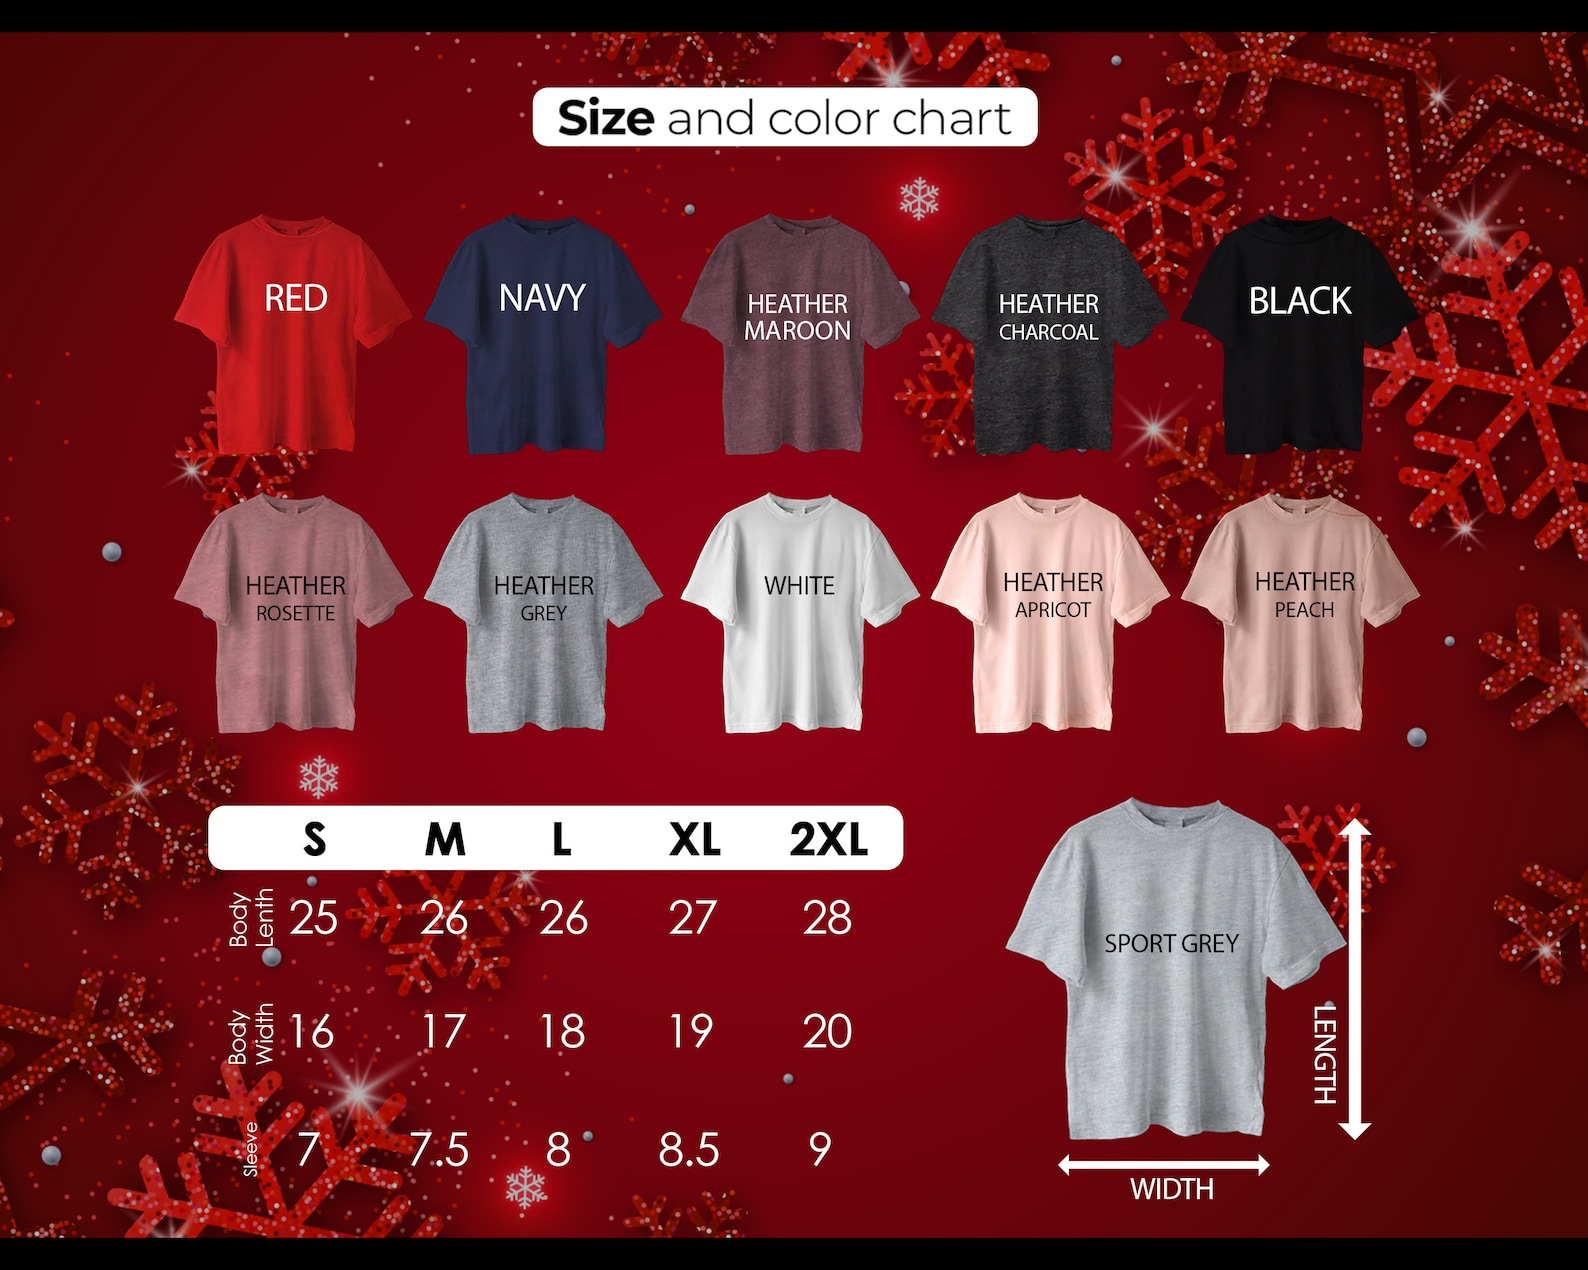 Size and color chart
RED
NAVY
HEATHER
MAROON
HEATHER
CHARCOAL
BLACK
HEATHER
ROSETTE
HEATHER
GREY
WHITE
HEATHER
APRICOT
HEATHER
PEACH
S M L XL 2XL
Body
Lenth
25 26 26 27 28
Body
Width
16 17 18 19 20
Sleeve
7 7.5 8 8.5 9
SPORT GREY
LENGTH
WIDTH